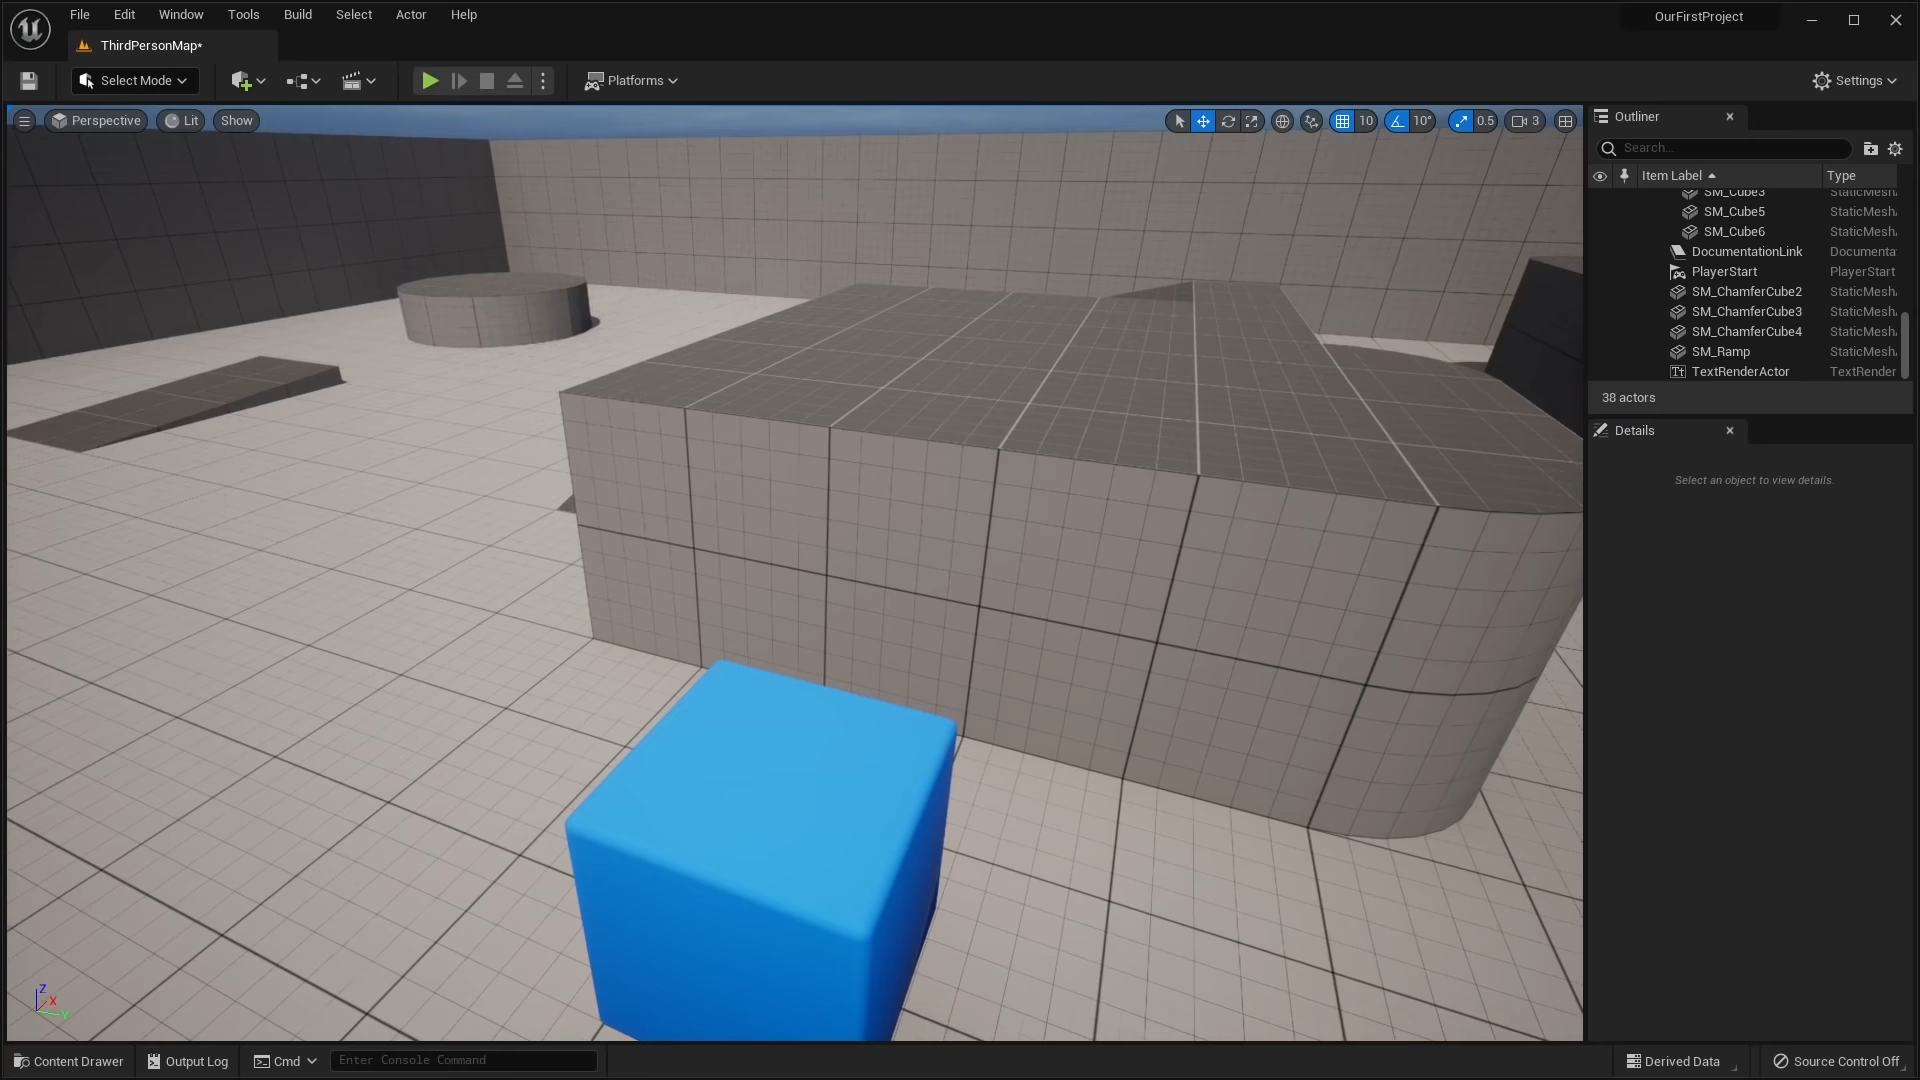 File Edit Window Tools Build Select Actor Help
OurFirstProject
ThirdPersonMap*
Select Mode
Platforms
Settings
Perspective
Lit
Show
10
10°
0.5
3
Outliner
Search...
Item Label
Type
SM_Cube3 StaticMesh
SM_Cube5 StaticMesh
SM_Cube6 StaticMesh
DocumentationLink Documenta
PlayerStart PlayerStart
SM_ChamferCube2 StaticMesh
SM_ChamferCube3 StaticMesh
SM_ChamferCube4 StaticMesh
SM_Ramp StaticMesh
Tt TextRenderActor TextRender
38 actors
Details
Select an object to view details.
Z
X
Y
Content Drawer
Output Log
Cmd
Enter Console Command
Derived Data
Source Control Off